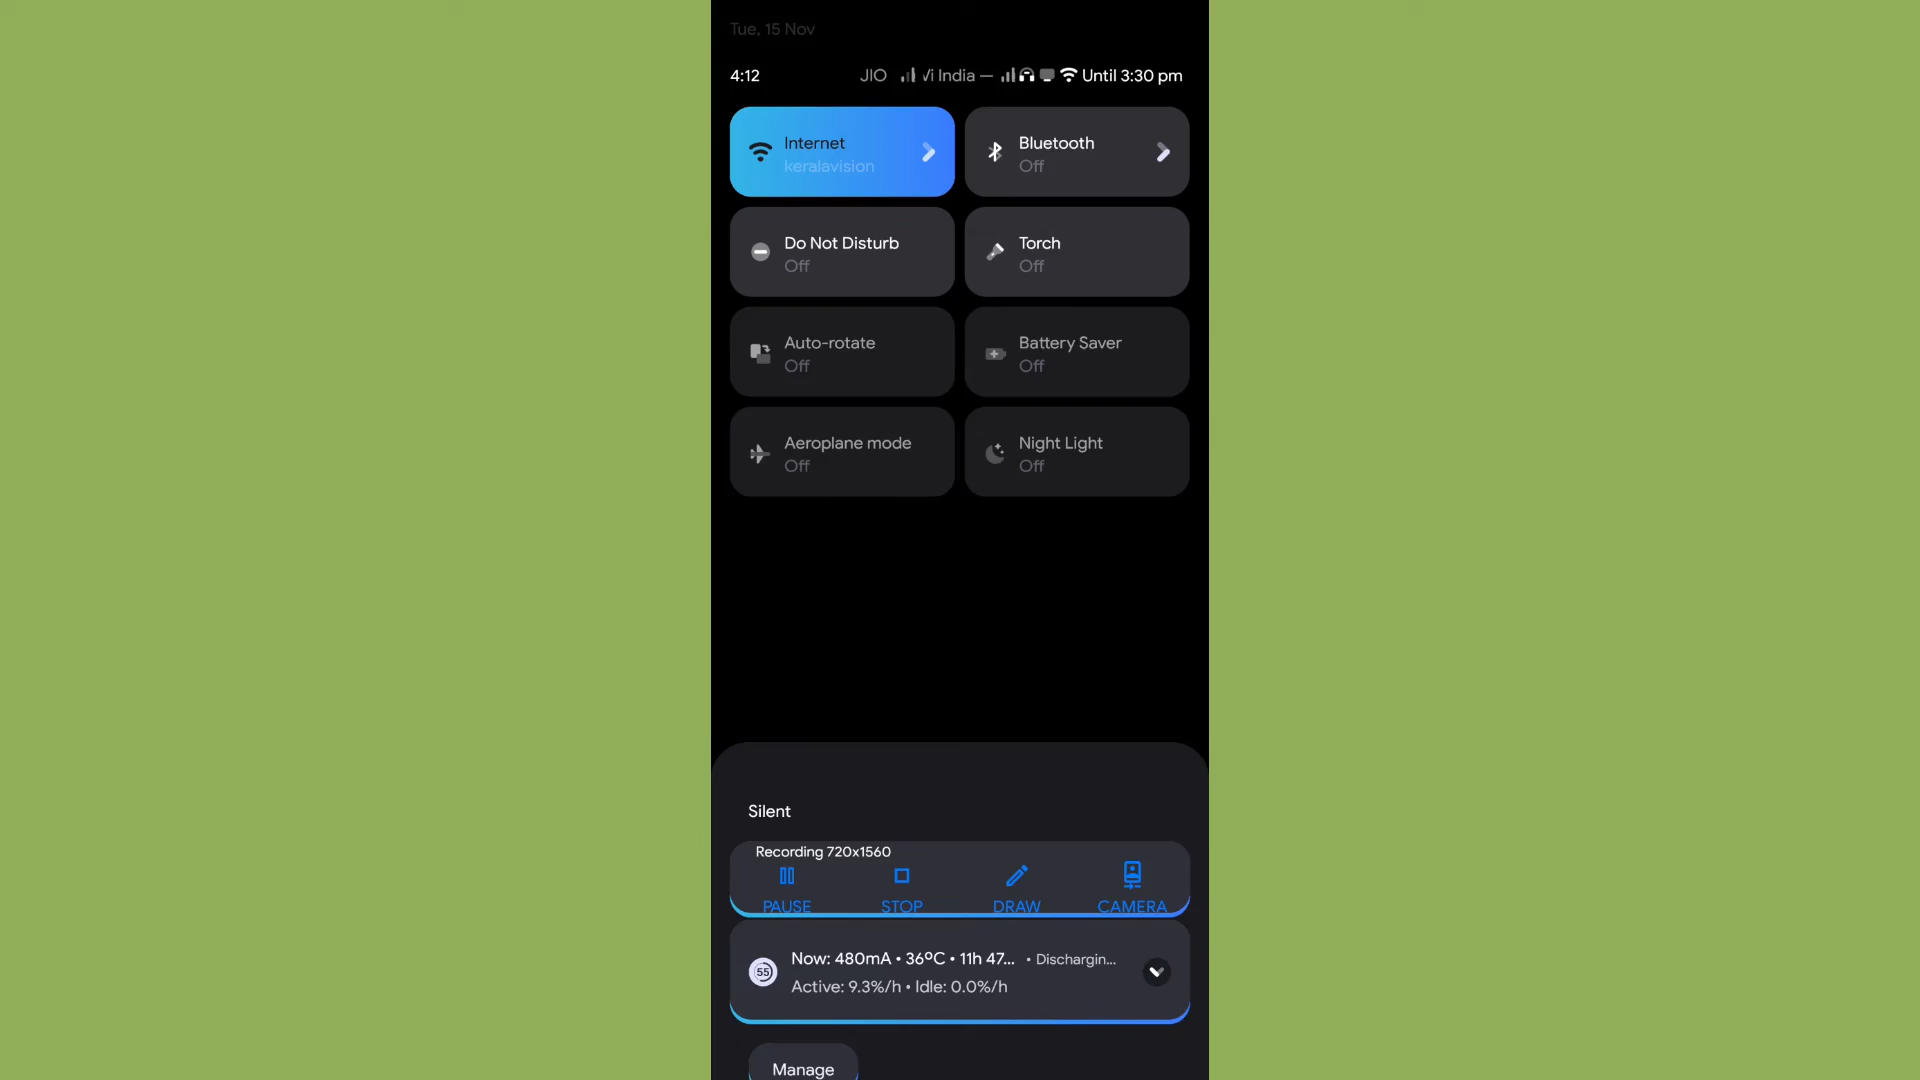 Tue, 15 Nov
4:12 JIO Vi India — Until 3:30 pm
Internet
keralavision
Bluetooth
Off
Do Not Disturb
Off
Torch
Off
Auto-rotate
Off
Battery Saver
Off
Aeroplane mode
Off
Night Light
Off
Silent
Recording 720x1560
PAUSE STOP DRAW CAMERA
55
Now: 480mA • 36ºC • 11h 47... • Dischargin...
Active: 9.3%/h • Idle: 0.0%/h
Manage